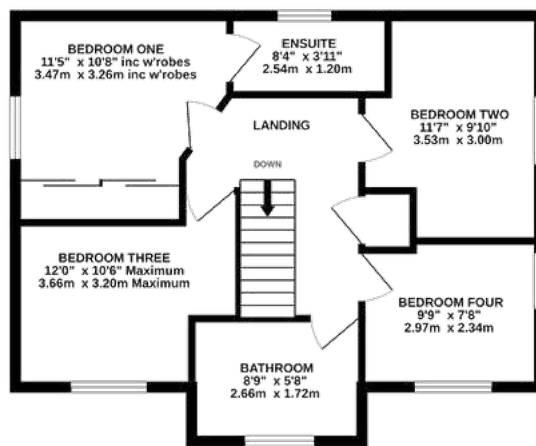 BEDROOM ONE
11'5" x 10'8" inc w'robes
3.47m x 3.26m inc w'robes
ENSUITE
8'4" x 3'11"
2.54m x 1.20m
LANDING
BEDROOM TWO
11'7" x 9'10"
3.53m x 3.00m
DOWN
BEDROOM THREE
12'0" x 10'6" Maximum
3.66m x 3.20m Maximum
BEDROOM FOUR
9'9" x 7'8"
2.97m x 2.34m
BATHROOM
8'9" x 5'8"
2.66m x 1.72m